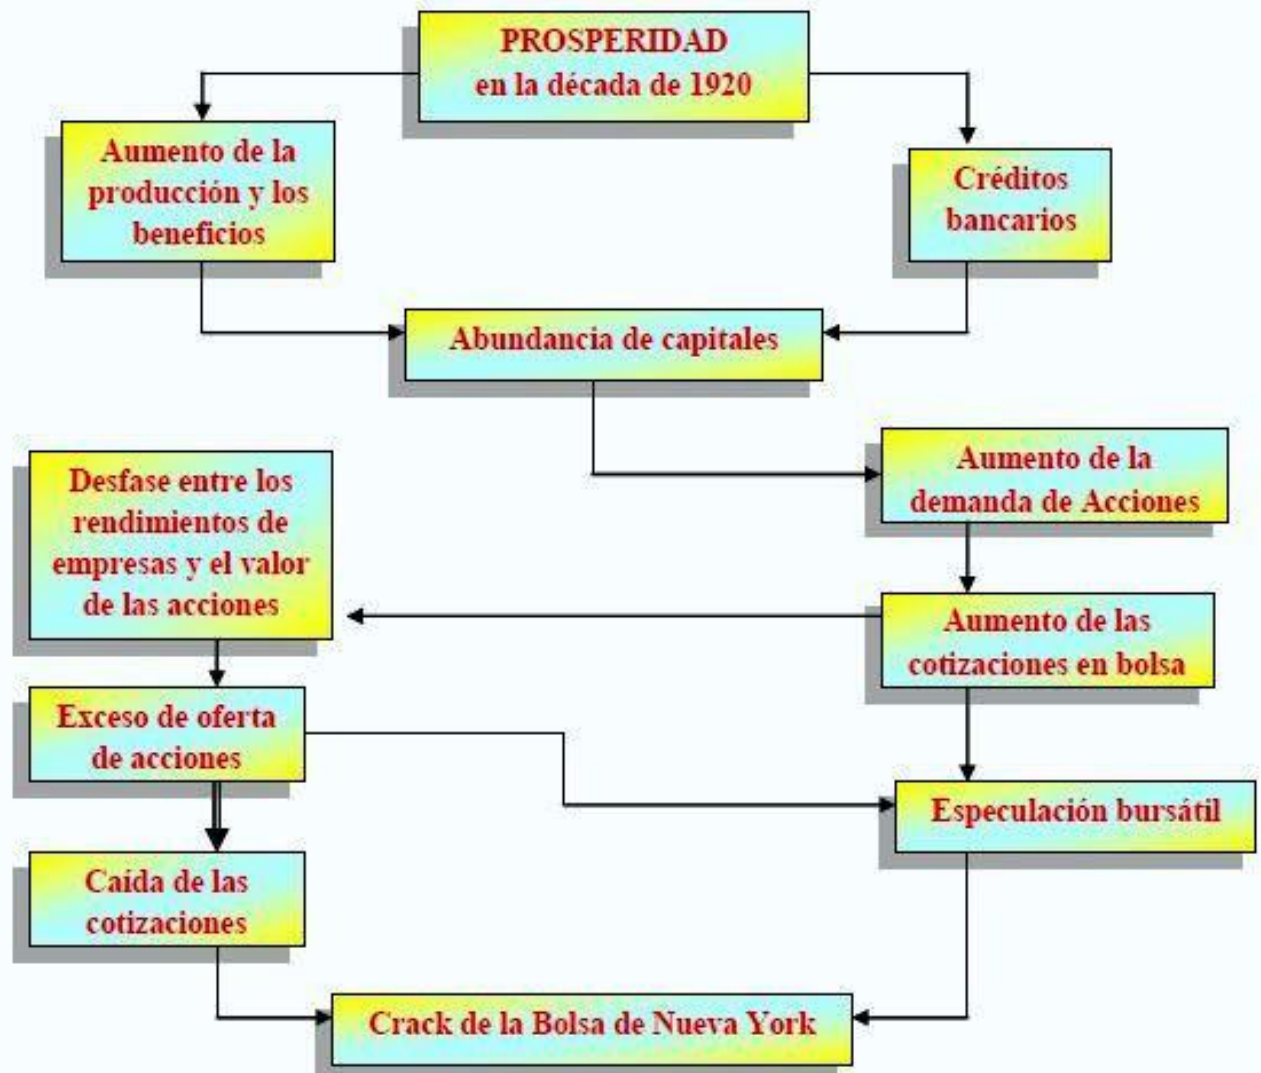 PROSPERIDAD
en la década de 1920
Aumento de la
producción y los
beneficios
Créditos
bancarios
Abundancia de capitales
Aumento de la
demanda de Acciones
Desfase entre los
rendimientos de
empresas y el valor
de las acciones
Aumento de las
cotizaciones en bolsa
Exceso de oferta
de acciones
Especulación bursátil
Caída de las
cotizaciones
Crack de la Bolsa de Nueva York